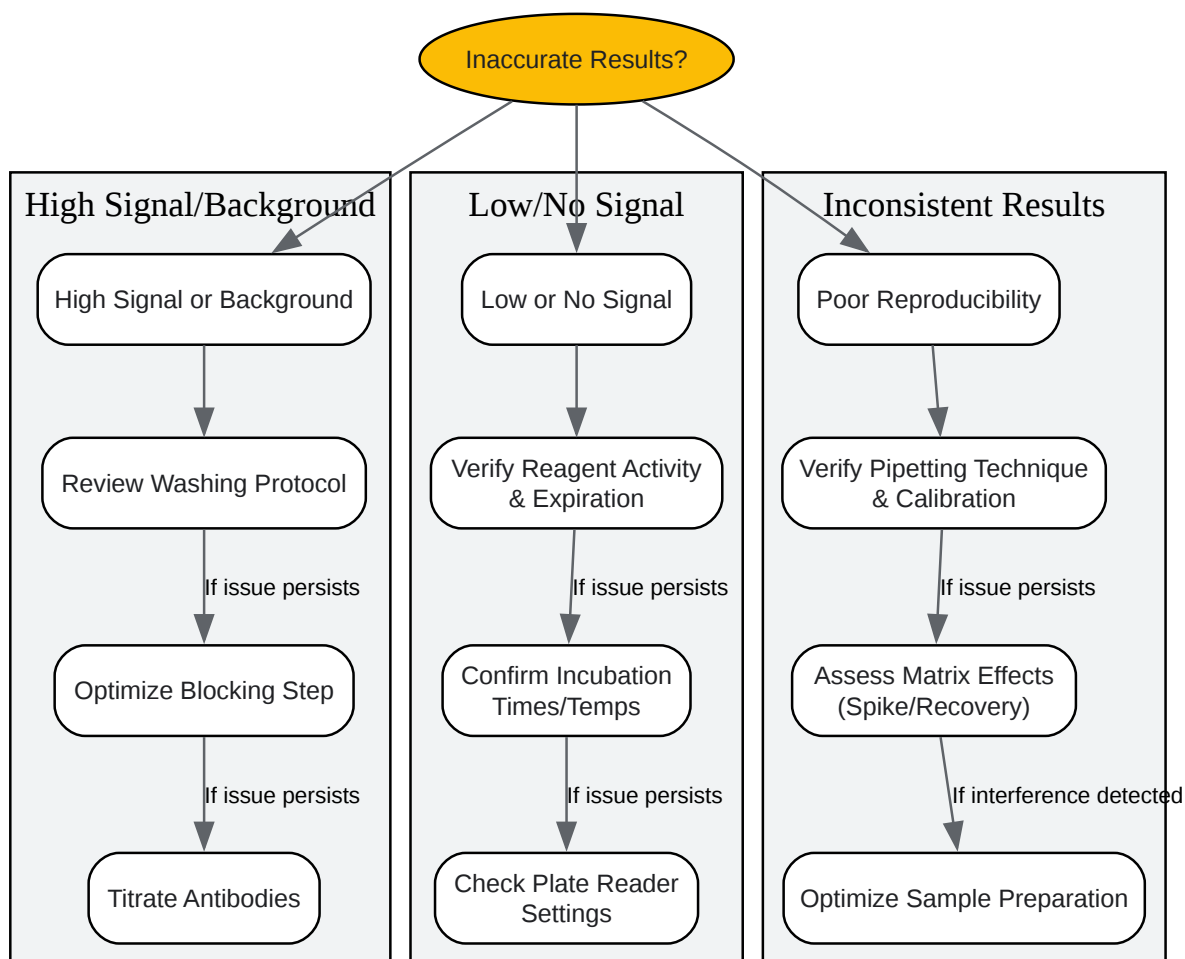 Inaccurate Results?
High Signal/Background
High Signal or Background
Review Washing Protocol
If issue persists
Optimize Blocking Step
If issue persists
Titrate Antibodies
Low/No Signal
Low or No Signal
Verify Reagent Activity
& Expiration
If issue persists
Confirm Incubation
Times/Temps
If issue persists
Check Plate Reader
Settings
Inconsistent Results
Poor Reproducibility
Verify Pipetting Technique
& Calibration
If issue persists
Assess Matrix Effects
(Spike/Recovery)
If interference detected
Optimize Sample Preparation